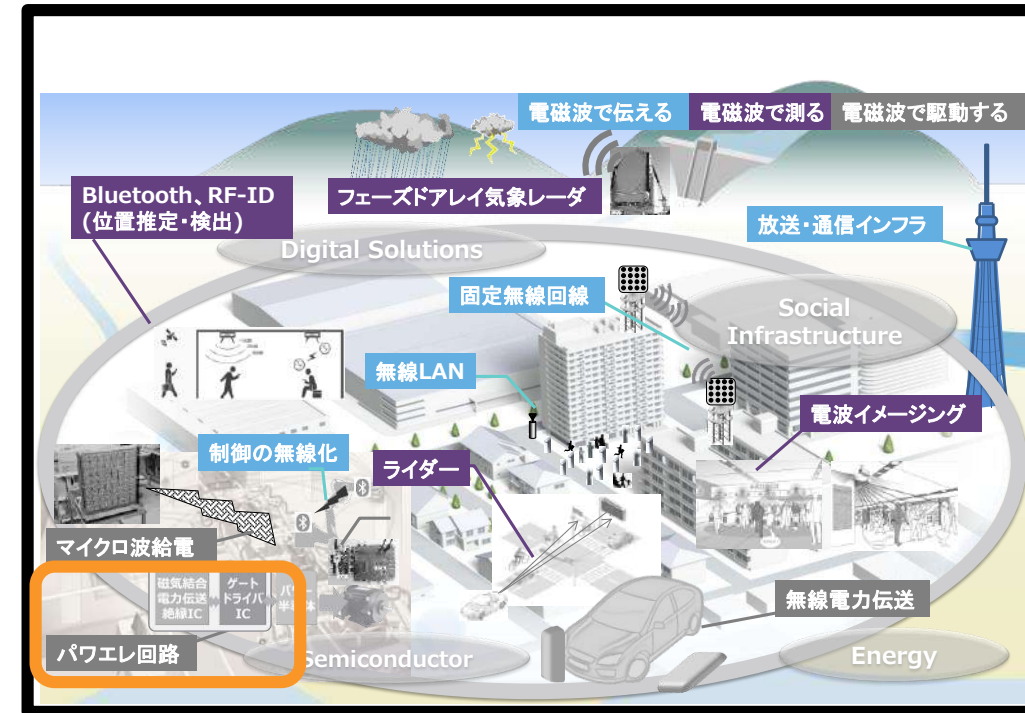 電磁波で伝える 電磁波で測る 電磁波で駆動する
Bluetooth、RF-ID
(位置推定・検出)
フェーズドアレイ気象レーダ
放送・通信インフラ
Digital Solutions
固定無線回線
Social
Infrastructure
無線LAN
電波イメージング
制御の無線化
ライダー
マイクロ波給電
磁気結合
電力伝送
絶縁IC
ゲート
ドライバ
IC
パワー
半導体
無線電力伝送
パワエレ回路
Semiconductor
Energy